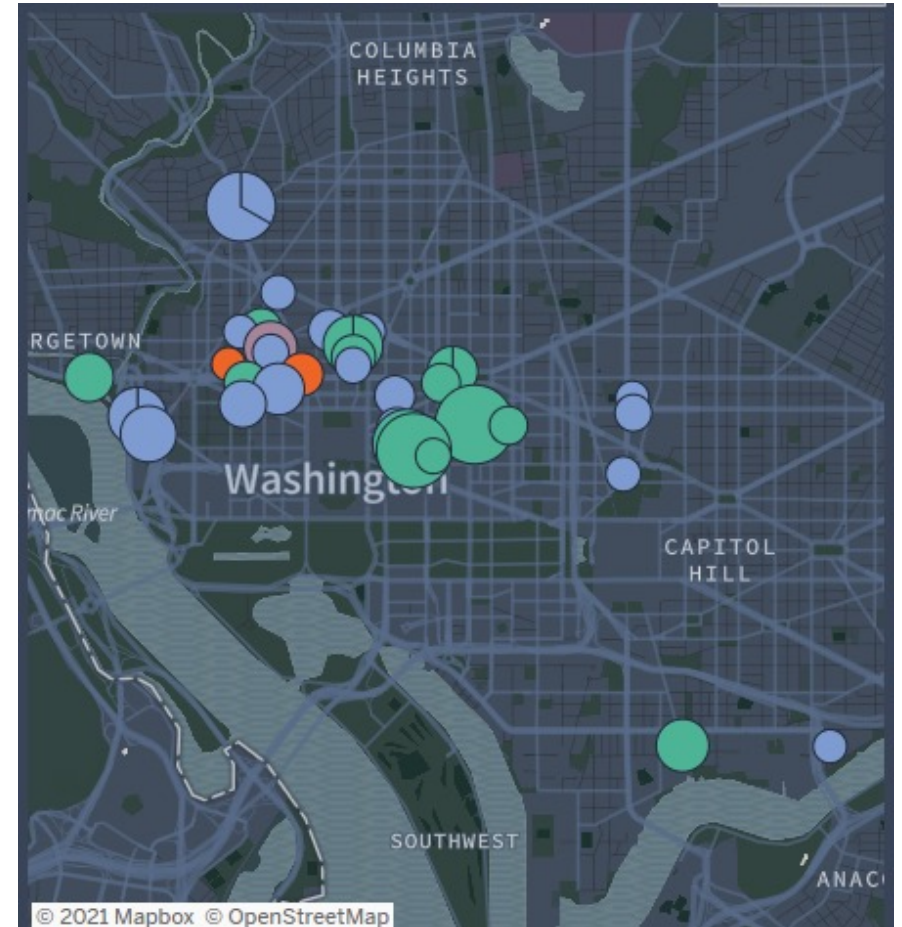 COLUMBIA
HEIGHTS
RGETOWN
Washington
mac River
CAPITOL
HILL
SOUTHWEST
ANAC
© 2021 Mapbox © OpenStreetMap